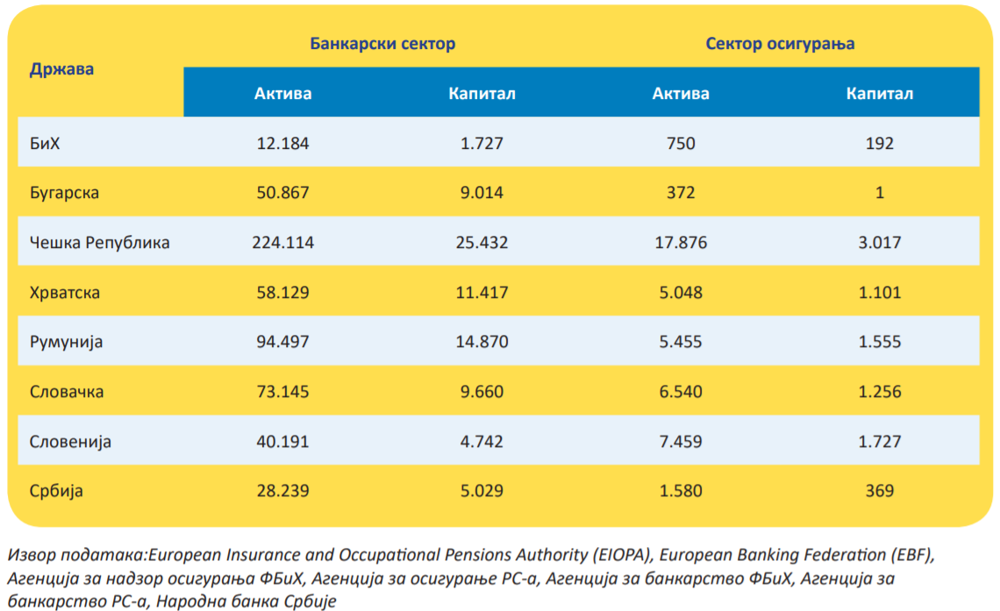 Држава Банкарски сектор Сектор осигурања
Актива Капитал Актива Капитал
БиХ 12.184 1.727 750 192
Бугарска 50.867 9.014 372 1
Чешка Република 224.114 25.432 17.876 3.017
Хрватска 58.129 11.417 5.048 1.101
Румунија 94.497 14.870 5.455 1.555
Словачка 73.145 9.660 6.540 1.256
Словенија 40.191 4.742 7.459 1.727
Србија 28.239 5.029 1.580 369
Извор података:European Insurance and Occupational Pensions Authority (EIOPA), European Banking Federation (EBF),
Агенција за надзор осигурања ФБиХ, Агенција за осигурање РС-а, Агенција за банкарство ФБиХ, Агенција за
банкарство РС-а, Народна банка Србије